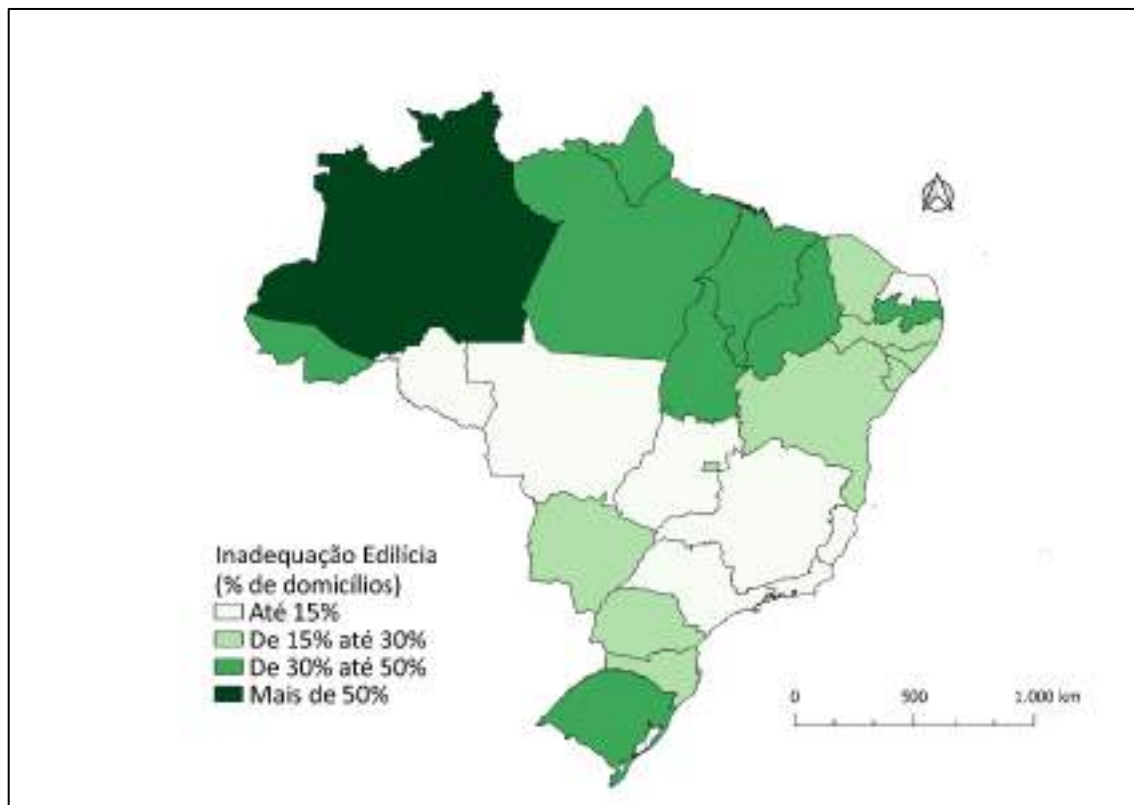 Inadequação Edilícia
(% de domicílios)
Até 15%
De 15% até 30%
De 30% até 50%
Mais de 50%
0 500 1.000 km